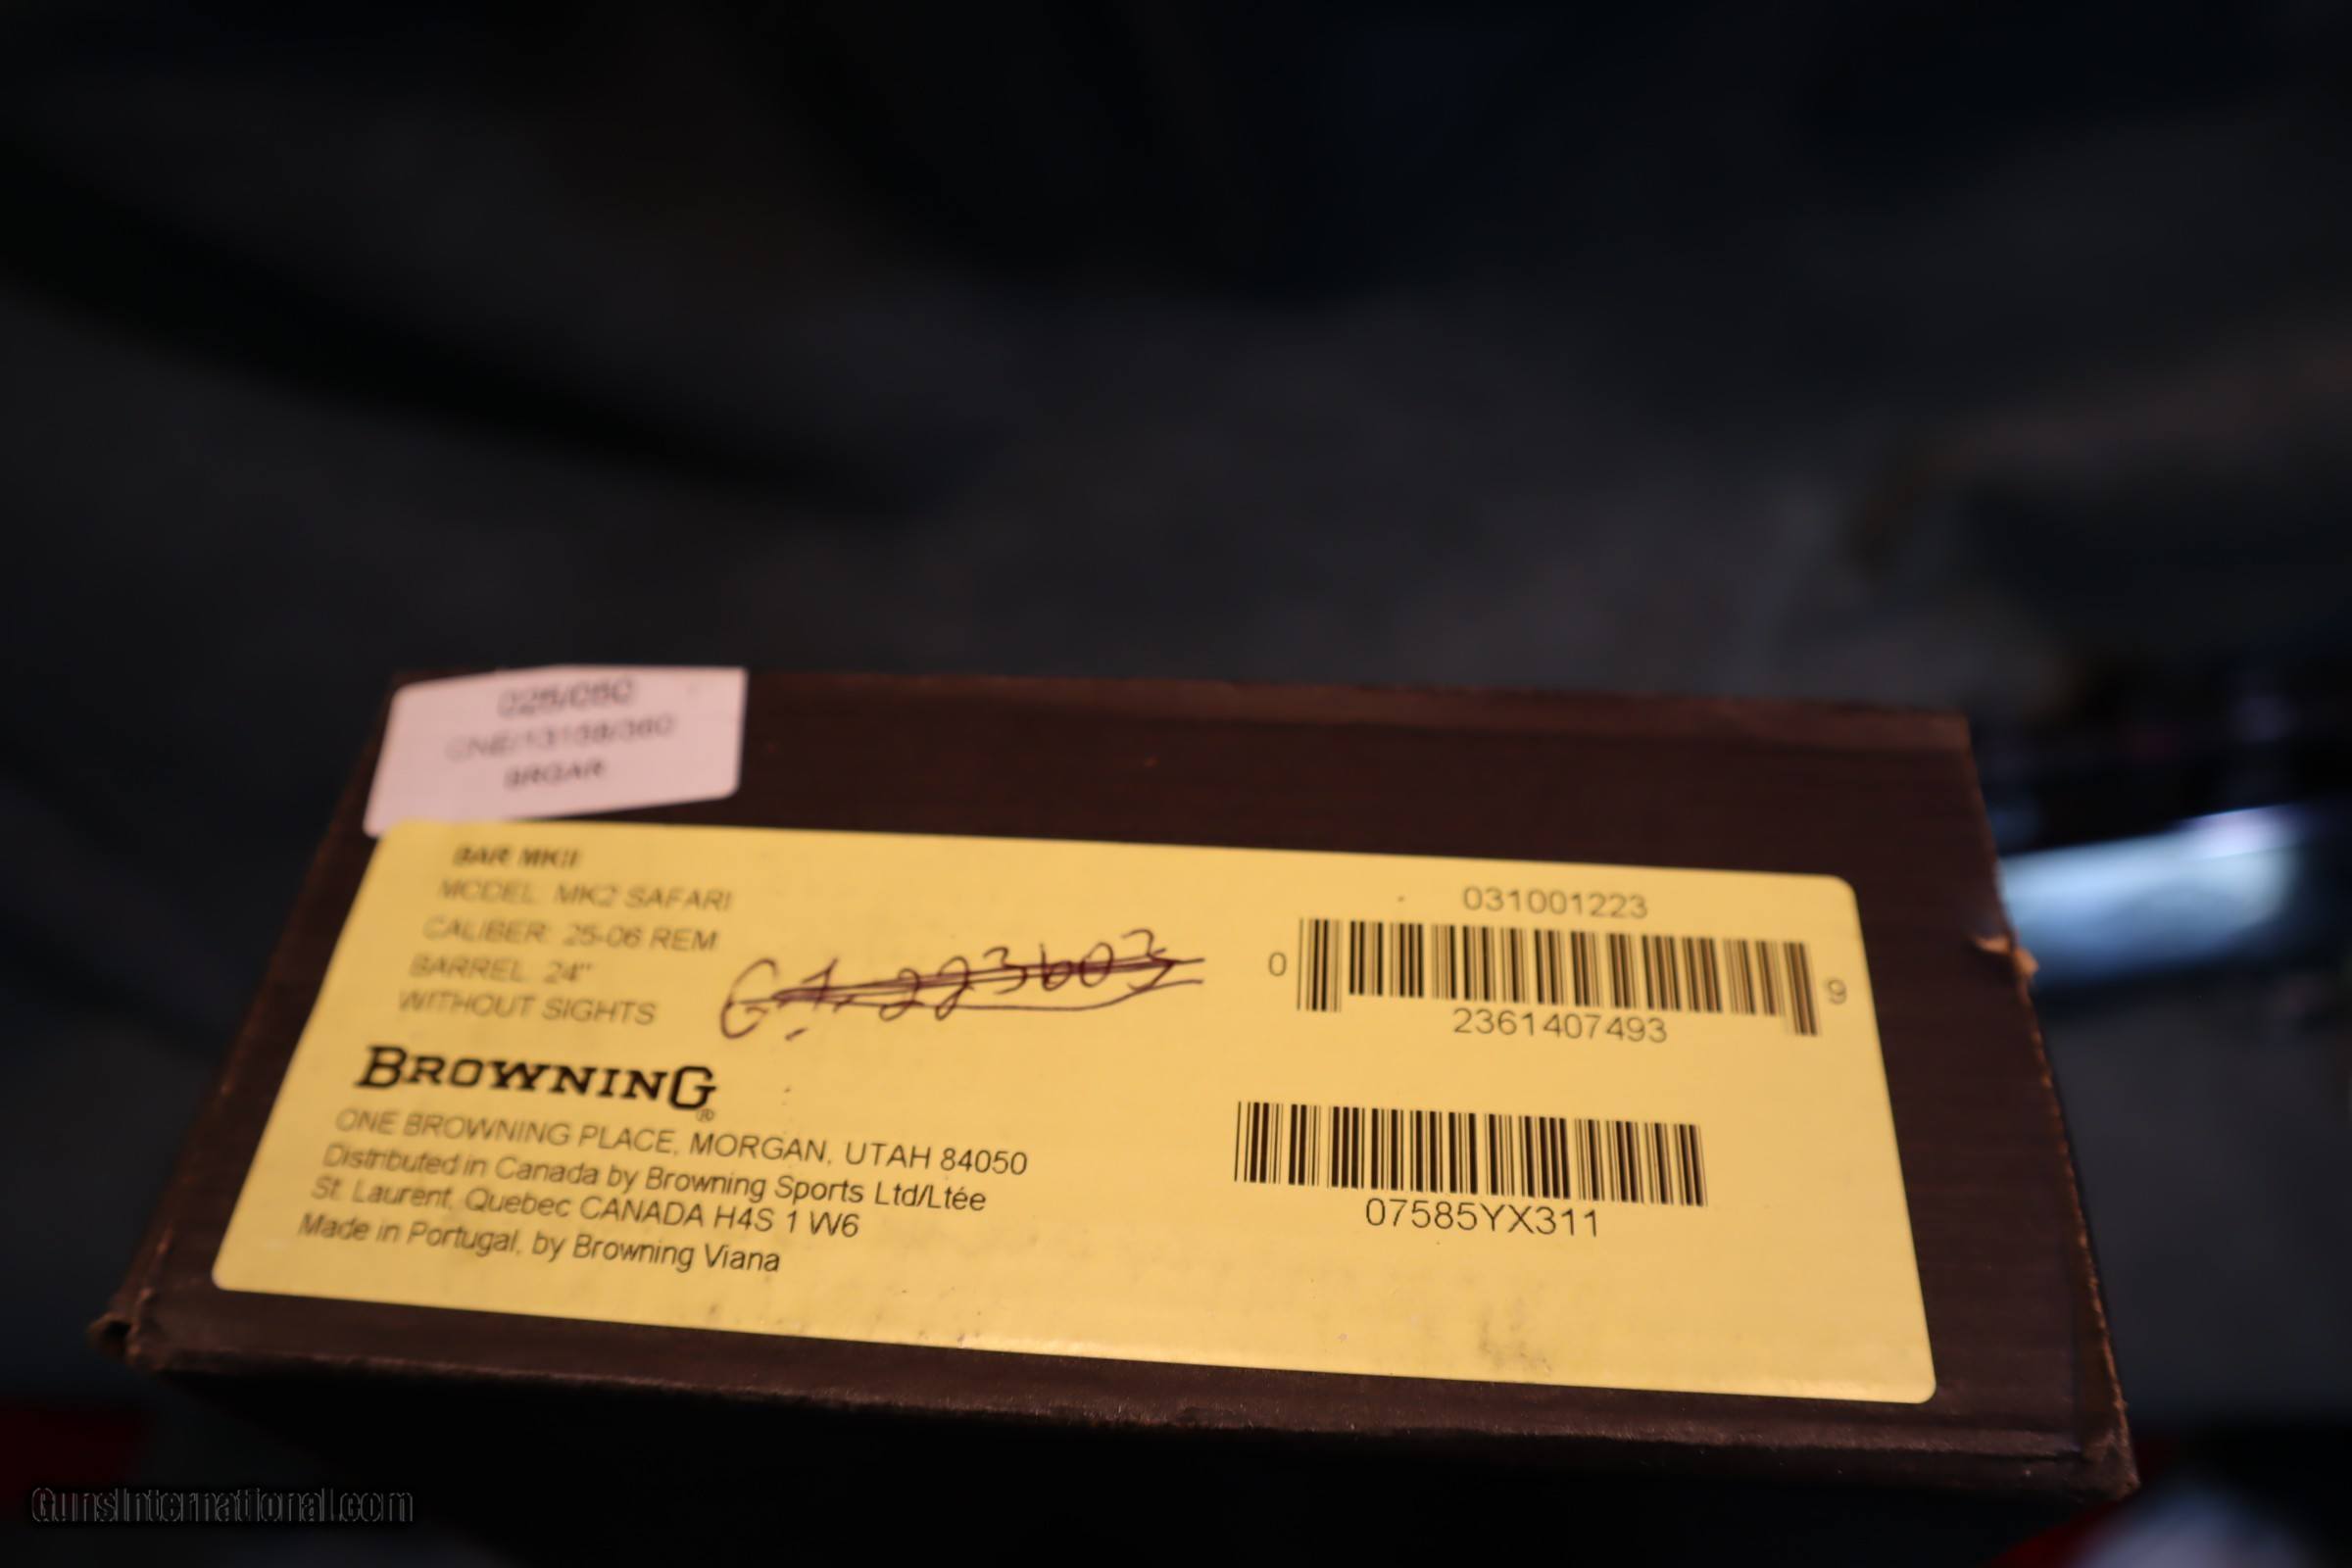 BRGAR
BAR MKII
MODEL: MK2 SAFARI
CALIBER: 25-06 REM
BARREL: 24"
WITHOUT SIGHTS
BROWNING®
ONE BROWNING PLACE, MORGAN, UTAH 84050
Distributed in Canada by Browning Sports Ltd/Ltée
St. Laurent, Quebec CANADA H4S 1 W6
Made in Portugal, by Browning Viana
031001223
0 9
2361407493
07585YX311
GunsInternational.com